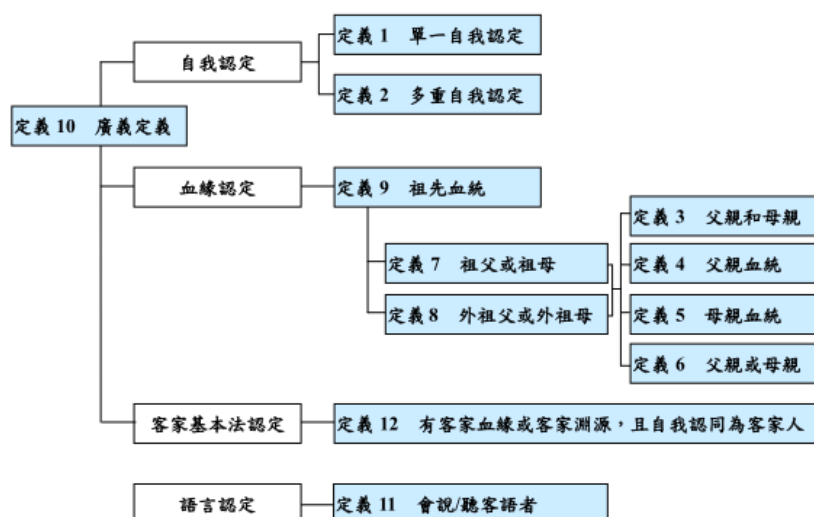 自我認定
定義 1 單一自我認定
定義 2 多重自我認定
定義 10 廣義定義
血緣認定
定義 9 祖先血統
定義 7 祖父或祖母
定義 8 外祖父或外祖母
定義 3 父親和母親
定義 4 父親血統
定義 5 母親血統
定義 6 父親或母親
客家基本法認定
定義 12 有客家血緣或客家淵源，且自我認同為客家人
語言認定
定義 11 會說/聽客語者